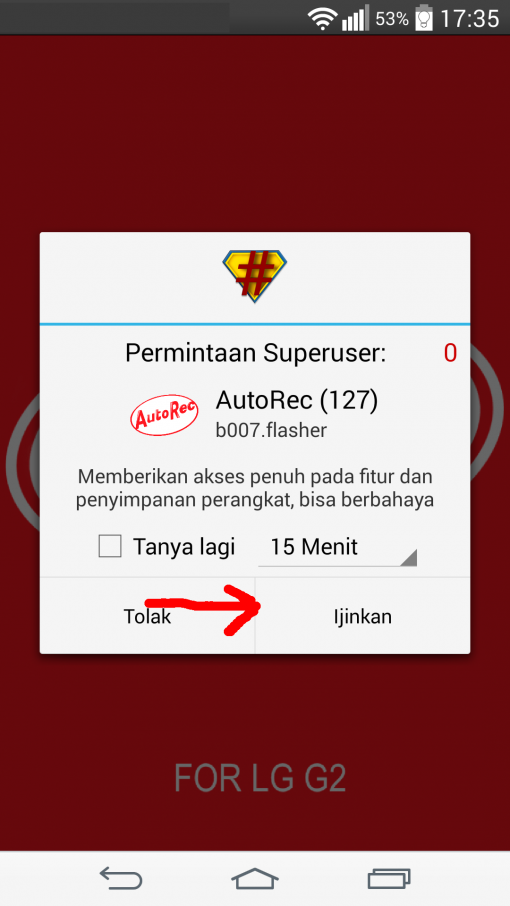 53% 17:35
#
Permintaan Superuser: 0
AutoRec
AutoRec (127)
b007.flasher
Memberikan akses penuh pada fitur dan
penyimpanan perangkat, bisa berbahaya
Tanya lagi 15 Menit
Tolak Ijinkan
FOR LG G2